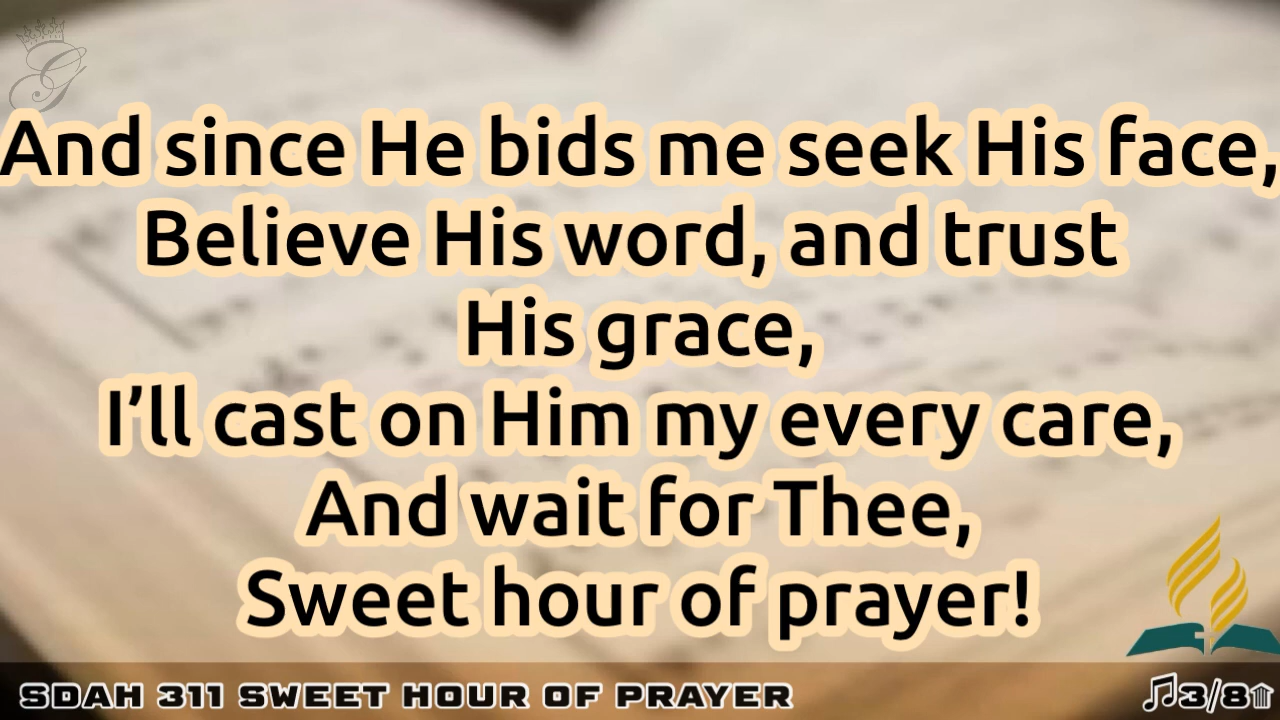 And since He bids me seek His face,
Believe His word, and trust
His grace,
I’ll cast on Him my every care,
And wait for Thee,
Sweet hour of prayer!
SDAH 311 SWEET HOUR OF PRAYER
♫3/8